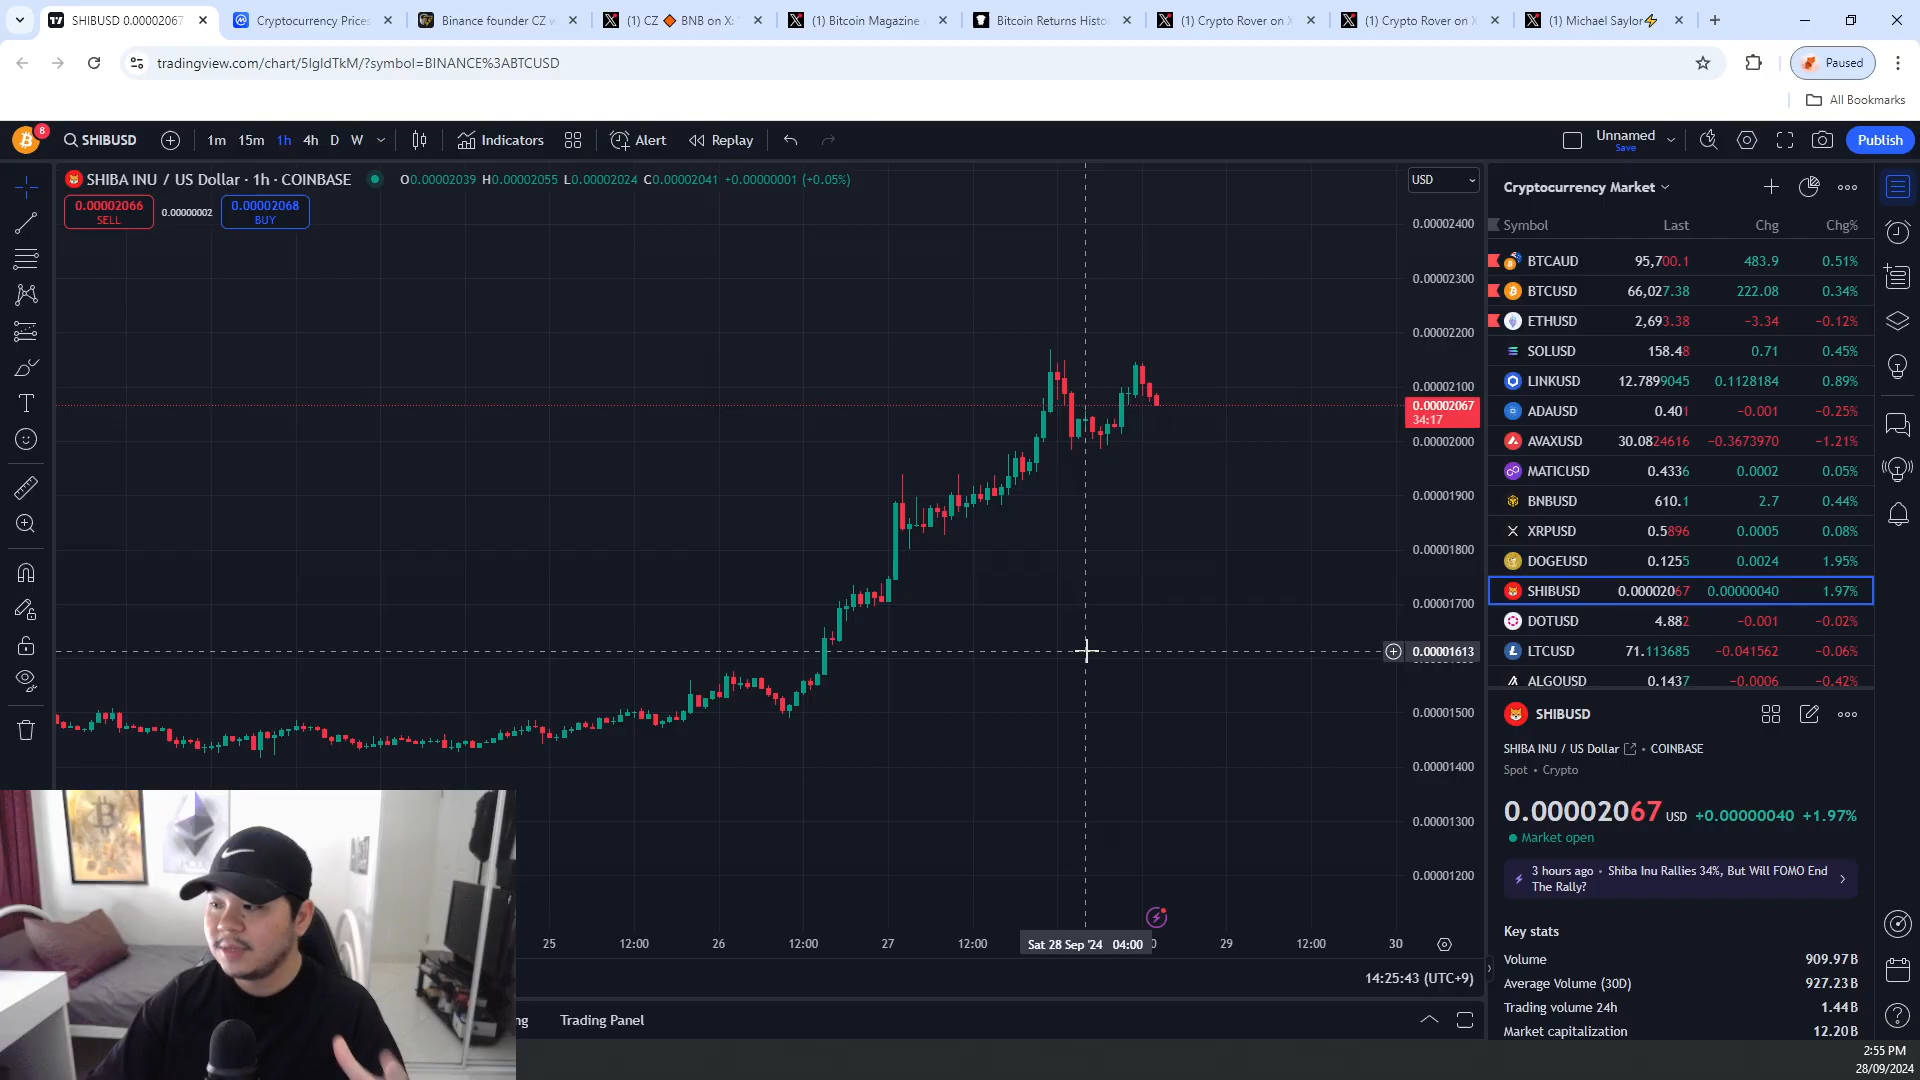 SHIBUSD 0.00002067
Cryptocurrency Prices
Binance founder CZ w
(1) CZ 🔶 BNB on X:
(1) Bitcoin Magazine
Bitcoin Returns Histo
(1) Crypto Rover on X
(1) Crypto Rover on X
(1) Michael Saylor⚡
tradingview.com/chart/5IgIdTkM/?symbol=BINANCE%3ABTCUSD
Paused
All Bookmarks
8
SHIBUSD
1m 15m 1h 4h D W
Indicators
Alert
Replay
Unnamed
Save
Publish
SHIBA INU / US Dollar · 1h · COINBASE
O0.00002039 H0.00002055 L0.00002024 C0.00002041 +0.00000001 (+0.05%)
0.00002066
SELL
0.00000002
0.00002068
BUY
USD
0.00002400
0.00002300
0.00002200
0.00002100
0.00002067
34:17
0.00002000
0.00001900
0.00001800
0.00001700
0.00001613
0.00001500
0.00001400
0.00001300
0.00001200
25 12:00 26 12:00 27 12:00 Sat 28 Sep '24 04:00 29 12:00 30
14:25:43 (UTC+9)
Trading Panel
Cryptocurrency Market
Symbol Last Chg Chg%
BTCAUD 95,700.1 483.9 0.51%
BTCUSD 66,027.38 222.08 0.34%
ETHUSD 2,693.38 −3.34 −0.12%
SOLUSD 158.48 0.71 0.45%
LINKUSD 12.7899045 0.1128184 0.89%
ADAUSD 0.401 −0.001 −0.25%
AVAXUSD 30.0824616 −0.3673970 −1.21%
MATICUSD 0.4336 0.0002 0.05%
BNBUSD 610.1 2.7 0.44%
XRPUSD 0.5896 0.0005 0.08%
DOGEUSD 0.1255 0.0024 1.95%
SHIBUSD 0.00002067 0.00000040 1.97%
DOTUSD 4.882 −0.001 −0.02%
LTCUSD 71.113685 −0.041562 −0.06%
ALGOUSD 0.1437 −0.0006 −0.42%
SHIBUSD
SHIBA INU / US Dollar • COINBASE
Spot • Crypto
0.00002067 USD +0.00000040 +1.97%
Market open
3 hours ago • Shiba Inu Rallies 34%, But Will FOMO End
The Rally?
Key stats
Volume 909.97B
Average Volume (30D) 927.23B
Trading volume 24h 1.44B
Market capitalization 12.20B
2:55 PM
28/09/2024